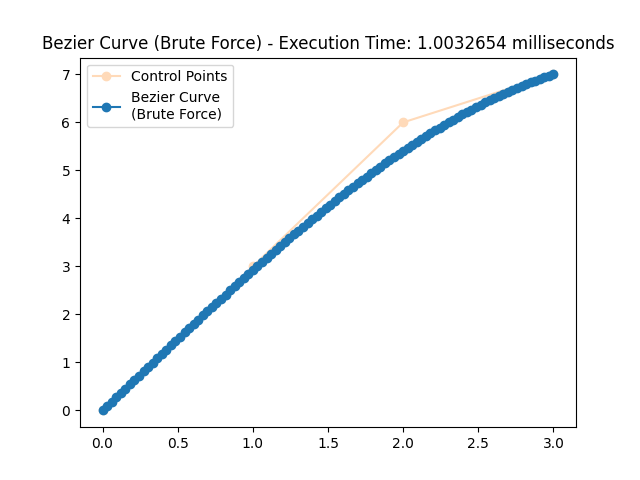 Bezier Curve (Brute Force) - Execution Time: 1.0032654 milliseconds
Control Points
Bezier Curve
(Brute Force)
7
6
5
4
3
2
1
0
0.0 0.5 1.0 1.5 2.0 2.5 3.0